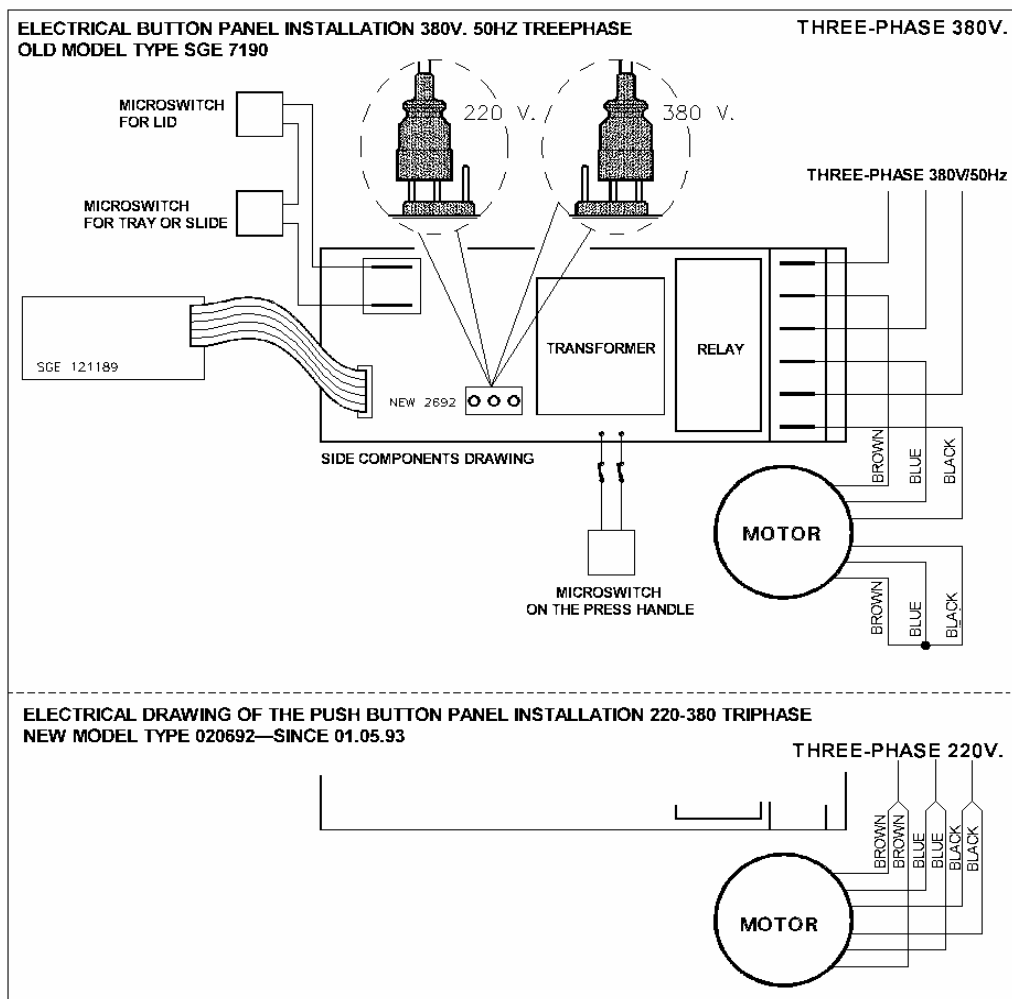 ELECTRICAL BUTTON PANEL INSTALLATION 380V. 50HZ TREEPHASE
OLD MODEL TYPE SGE 7190
THREE-PHASE 380V.
MICROSWITCH
FOR LID
220 V.
380 V.
MICROSWITCH
FOR TRAY OR SLIDE
THREE-PHASE 380V/50Hz
SGE 121189
NEW 2692
TRANSFORMER
RELAY
SIDE COMPONENTS DRAWING
BROWN
BLUE
BLACK
MOTOR
MICROSWITCH
ON THE PRESS HANDLE
BROWN
BLUE
BLACK
ELECTRICAL DRAWING OF THE PUSH BUTTON PANEL INSTALLATION 220-380 TRIPHASE
NEW MODEL TYPE 020692—SINCE 01.05.93
THREE-PHASE 220V.
BROWN
BROWN
BLUE
BLUE
BLACK
BLACK
MOTOR